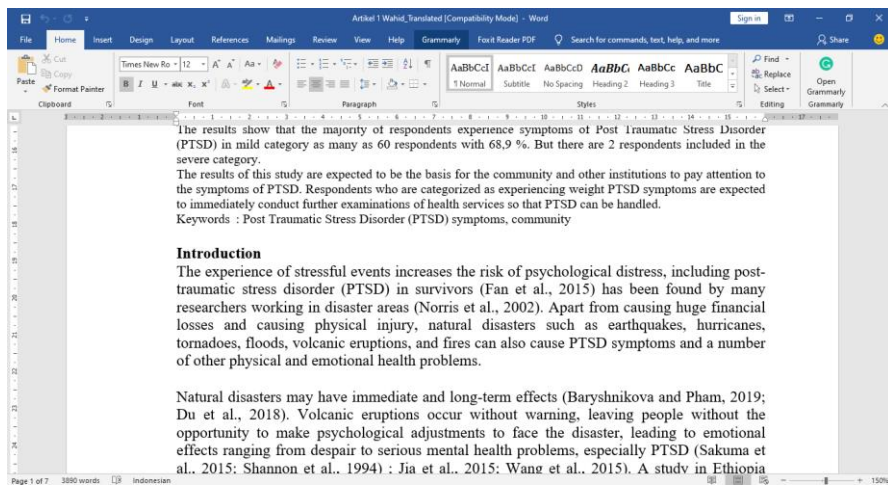 Artikel 1 Wahid_Translated [Compatibility Mode] - Word
Sign in
File Home Insert Design Layout References Mailings Review View Help Grammarly Foxit Reader PDF Search for commands, text, help, and more Share
Paste
Cut
Copy
Format Painter
Clipboard
Times New Ro 12
B I U abc X₂ X²
Font
Paragraph
AaBbCcI AaBbCcI AaBbCcD AaBbC AaBbCc AaBbC
¶ Normal Subtitle No Spacing Heading 2 Heading 3 Title
Styles
Find
Replace
Select
Editing
Open Grammarly
Grammarly
The results show that the majority of respondents experience symptoms of Post Traumatic Stress Disorder
(PTSD) in mild category as many as 60 respondents with 68,9 %. But there are 2 respondents included in the
severe category.
The results of this study are expected to be the basis for the community and other institutions to pay attention to
the symptoms of PTSD. Respondents who are categorized as experiencing weight PTSD symptoms are expected
to immediately conduct further examinations of health services so that PTSD can be handled.
Keywords : Post Traumatic Stress Disorder (PTSD) symptoms, community
Introduction
The experience of stressful events increases the risk of psychological distress, including post-
traumatic stress disorder (PTSD) in survivors (Fan et al., 2015) has been found by many
researchers working in disaster areas (Norris et al., 2002). Apart from causing huge financial
losses and causing physical injury, natural disasters such as earthquakes, hurricanes,
tornadoes, floods, volcanic eruptions, and fires can also cause PTSD symptoms and a number
of other physical and emotional health problems.
Natural disasters may have immediate and long-term effects (Baryshnikova and Pham, 2019;
Du et al., 2018). Volcanic eruptions occur without warning, leaving people without the
opportunity to make psychological adjustments to face the disaster, leading to emotional
effects ranging from despair to serious mental health problems, especially PTSD (Sakuma et
al., 2015; Shannon et al., 1994) ; Jia et al., 2015; Wang et al., 2015). A study in Ethiopia
Page 1 of 7 3890 words Indonesian 150%